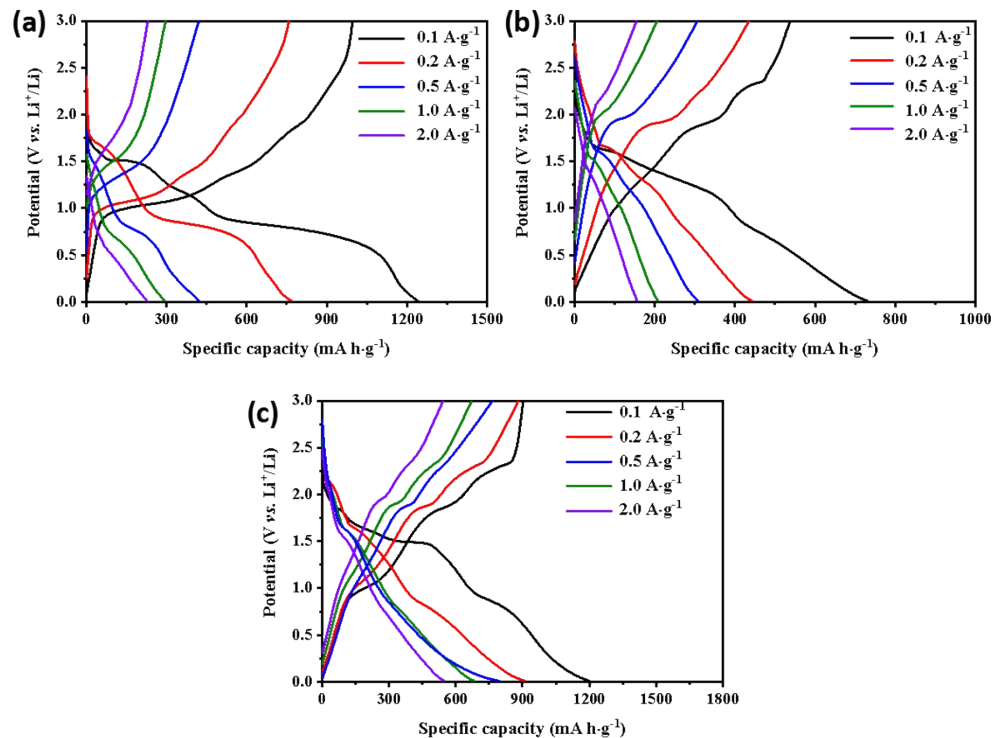 (a)
3.0
2.5
2.0
1.5
1.0
0.5
0.0
Potential (V vs. Li⁺/Li)
0.1 A·g⁻¹
0.2 A·g⁻¹
0.5 A·g⁻¹
1.0 A·g⁻¹
2.0 A·g⁻¹
0 300 600 900 1200 1500
Specific capacity (mA h·g⁻¹)
(b)
3.0
2.5
2.0
1.5
1.0
0.5
0.0
Potential (V vs. Li⁺/Li)
0.1 A·g⁻¹
0.2 A·g⁻¹
0.5 A·g⁻¹
1.0 A·g⁻¹
2.0 A·g⁻¹
0 200 400 600 800 1000
Specific capacity (mA h·g⁻¹)
(c)
3.0
2.5
2.0
1.5
1.0
0.5
0.0
Potential (V vs. Li⁺/Li)
0.1 A·g⁻¹
0.2 A·g⁻¹
0.5 A·g⁻¹
1.0 A·g⁻¹
2.0 A·g⁻¹
0 300 600 900 1200 1500 1800
Specific capacity (mA h·g⁻¹)